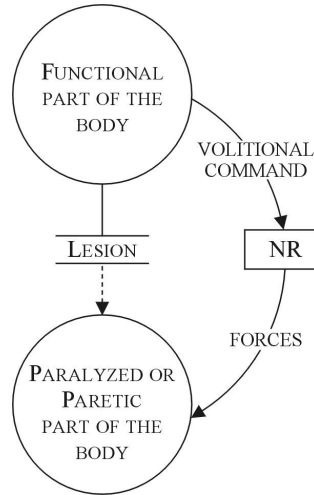 FUNCTIONAL
PART OF THE
BODY
VOLITIONAL
COMMAND
LESION
NR
FORCES
PARALYZED OR
PARETIC
PART OF THE
BODY